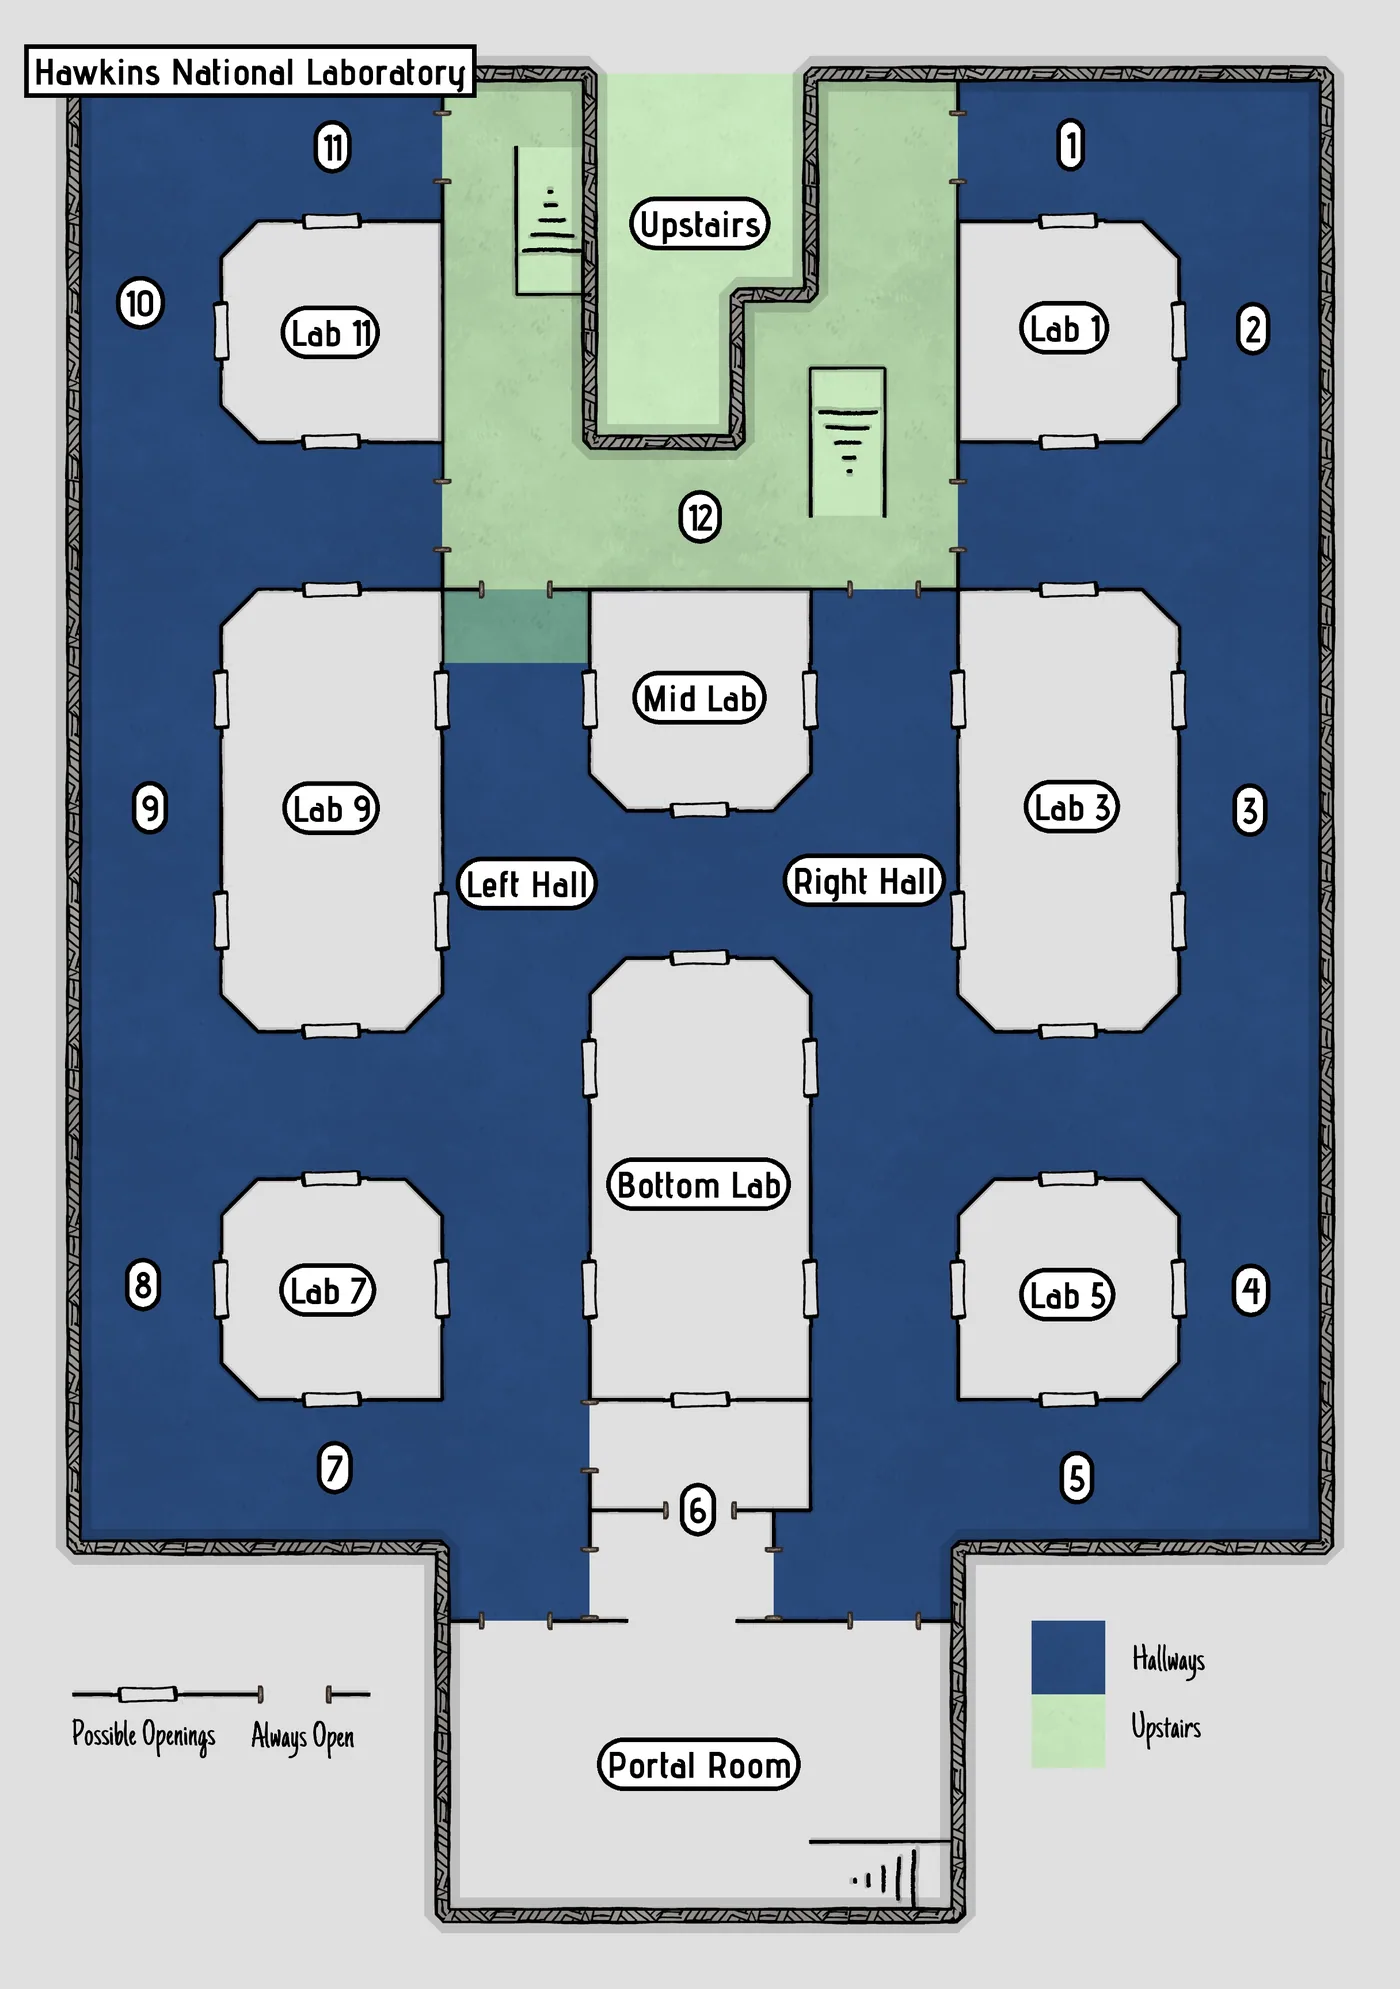 Hawkins National Laboratory
11
1
Upstairs
10
Lab 11
Lab 1
2
12
Mid Lab
9
Lab 9
Lab 3
3
Left Hall
Right Hall
Bottom Lab
8
Lab 7
Lab 5
4
7
5
6
Hallways
Possible Openings
Always Open
Upstairs
Portal Room